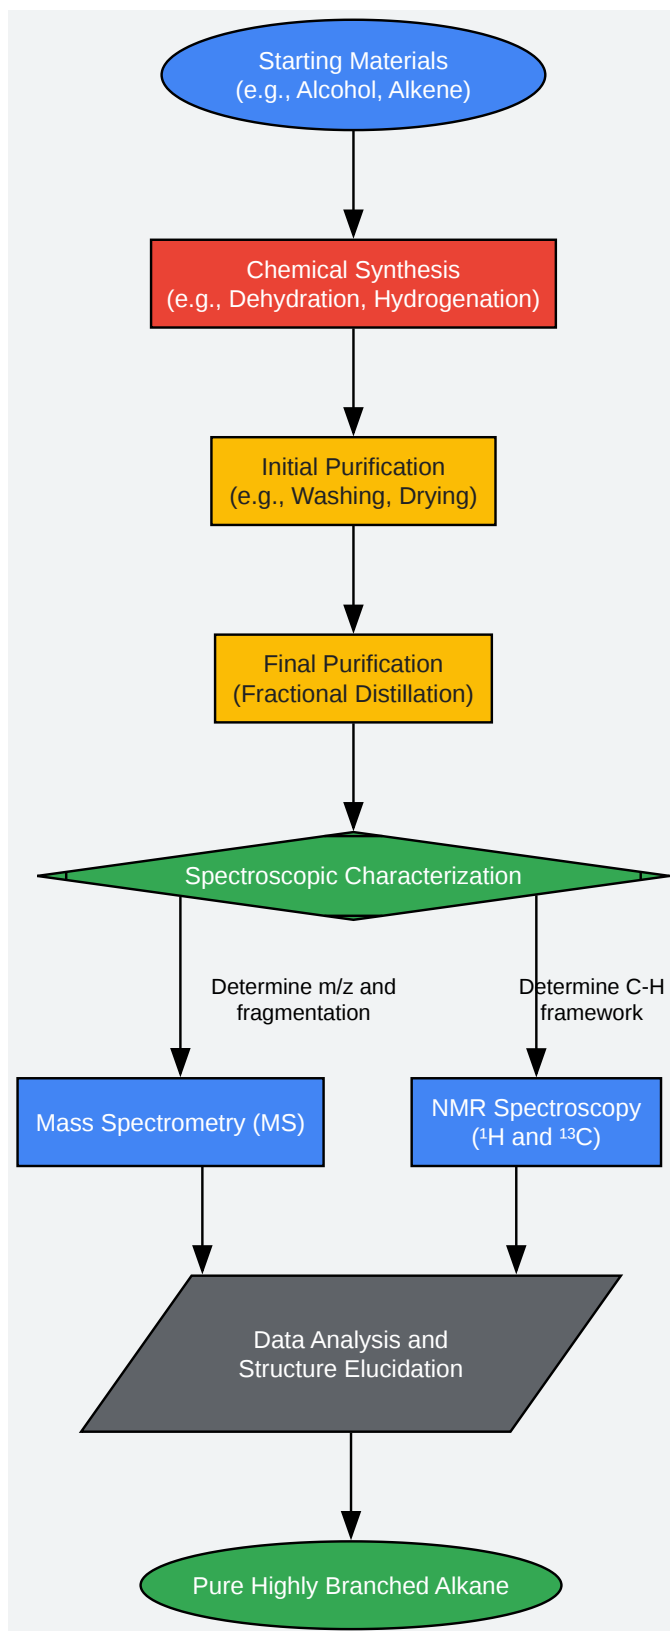 Starting Materials
(e.g., Alcohol, Alkene)
Chemical Synthesis
(e.g., Dehydration, Hydrogenation)
Initial Purification
(e.g., Washing, Drying)
Final Purification
(Fractional Distillation)
Spectroscopic Characterization
Determine m/z and
fragmentation
Determine C-H
framework
Mass Spectrometry (MS)
NMR Spectroscopy
(¹H and ¹³C)
Data Analysis and
Structure Elucidation
Pure Highly Branched Alkane